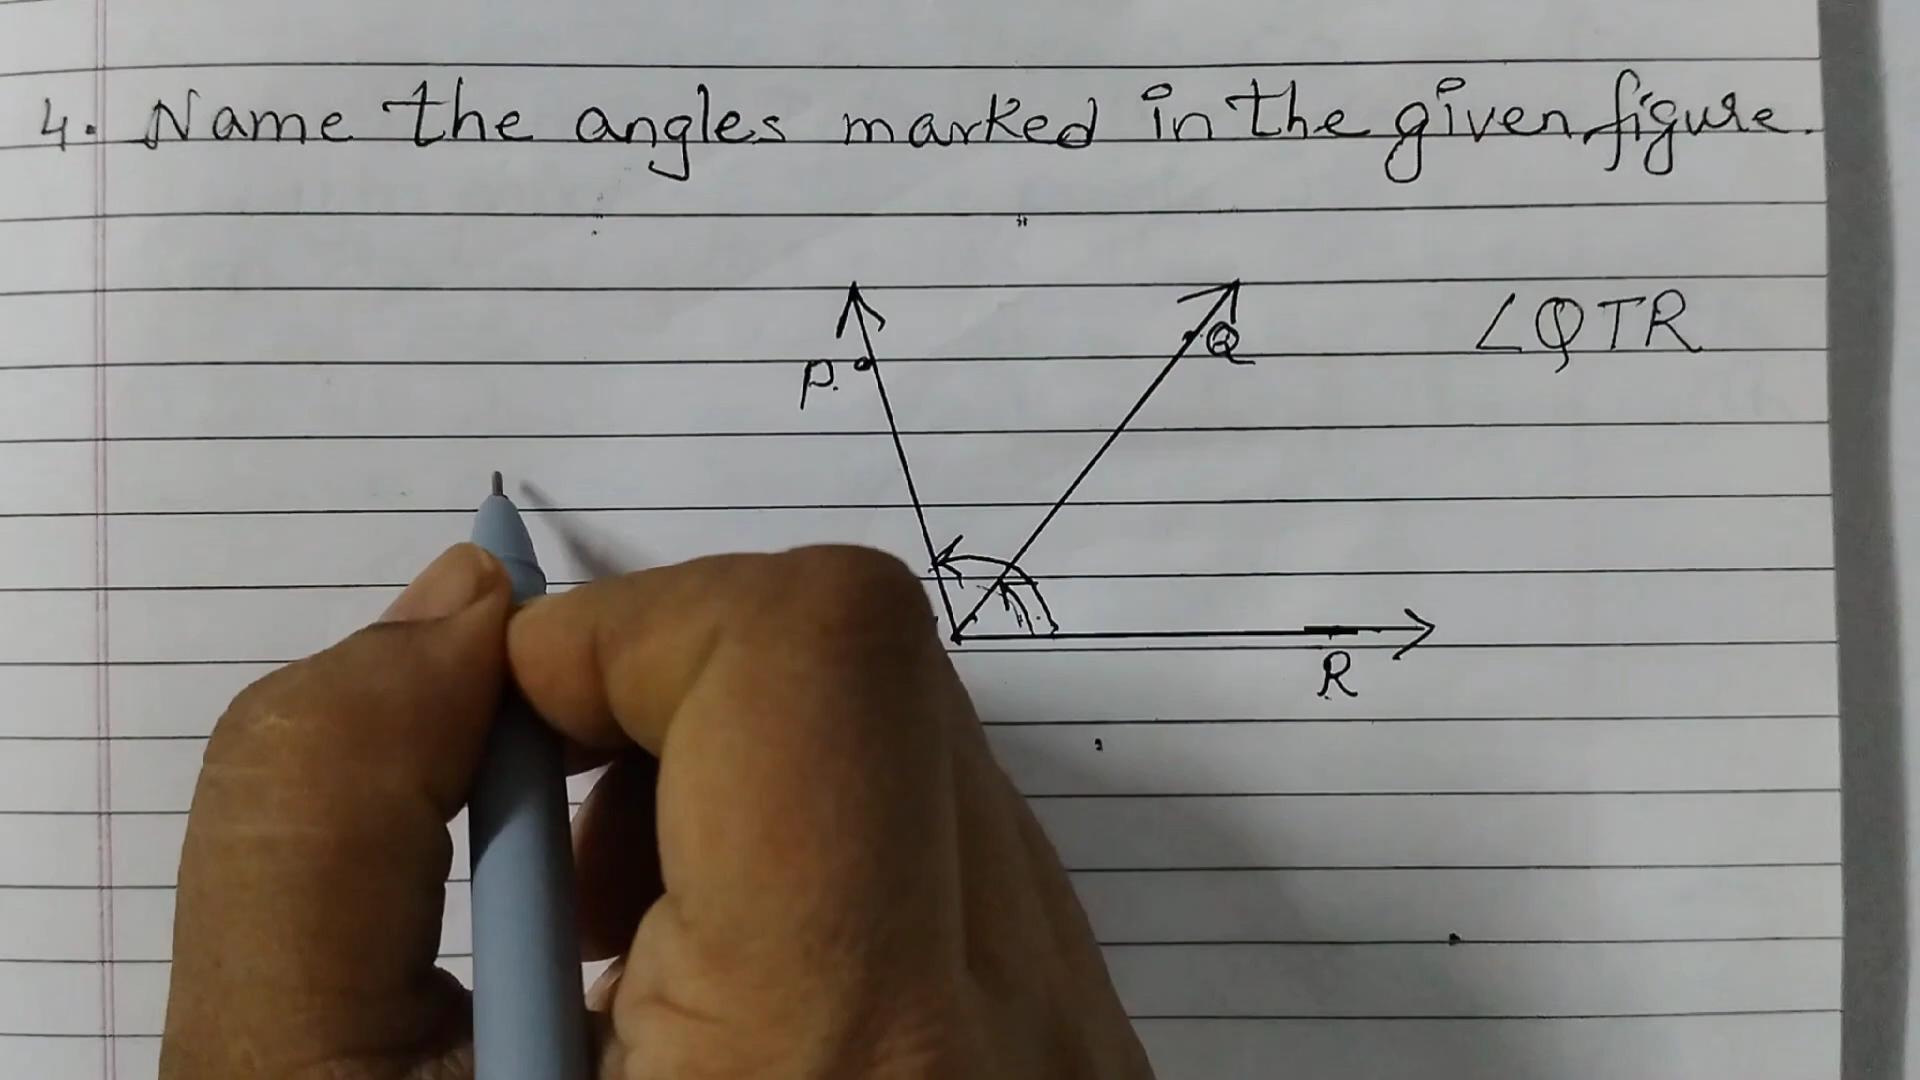 4. Name the angles marked in the given figure.
∠QTR
P.
Q
R